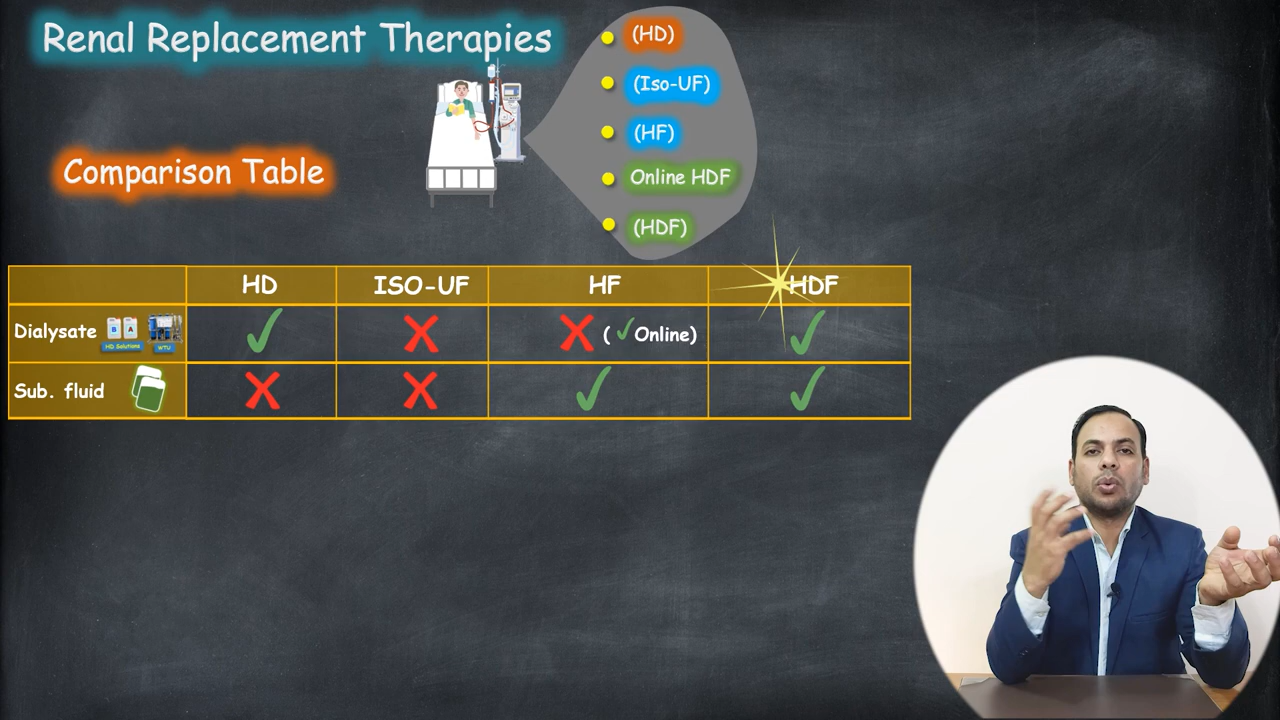 Renal Replacement Therapies
(HD)
(Iso-UF)
(HF)
Online HDF
(HDF)
Comparison Table
HD ISO-UF HF HDF
Dialysate B A HD Solutions WTU ✓ X X (✓Online) ✓
Sub. fluid X X ✓ ✓